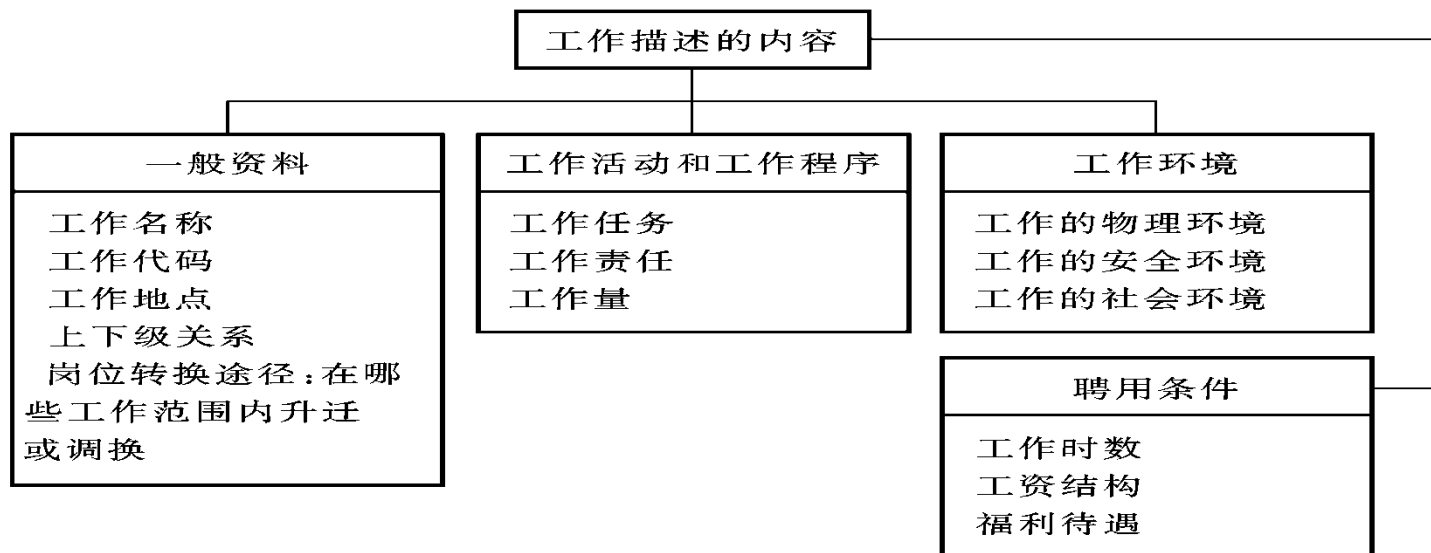 工作描述的内容
一般资料
工作名称
工作代码
工作地点
上下级关系
岗位转换途径:在哪
些工作范围内升迁
或调换
工作活动和工作程序
工作任务
工作责任
工作量
工作环境
工作的物理环境
工作的安全环境
工作的社会环境
聘用条件
工作时数
工资结构
福利待遇